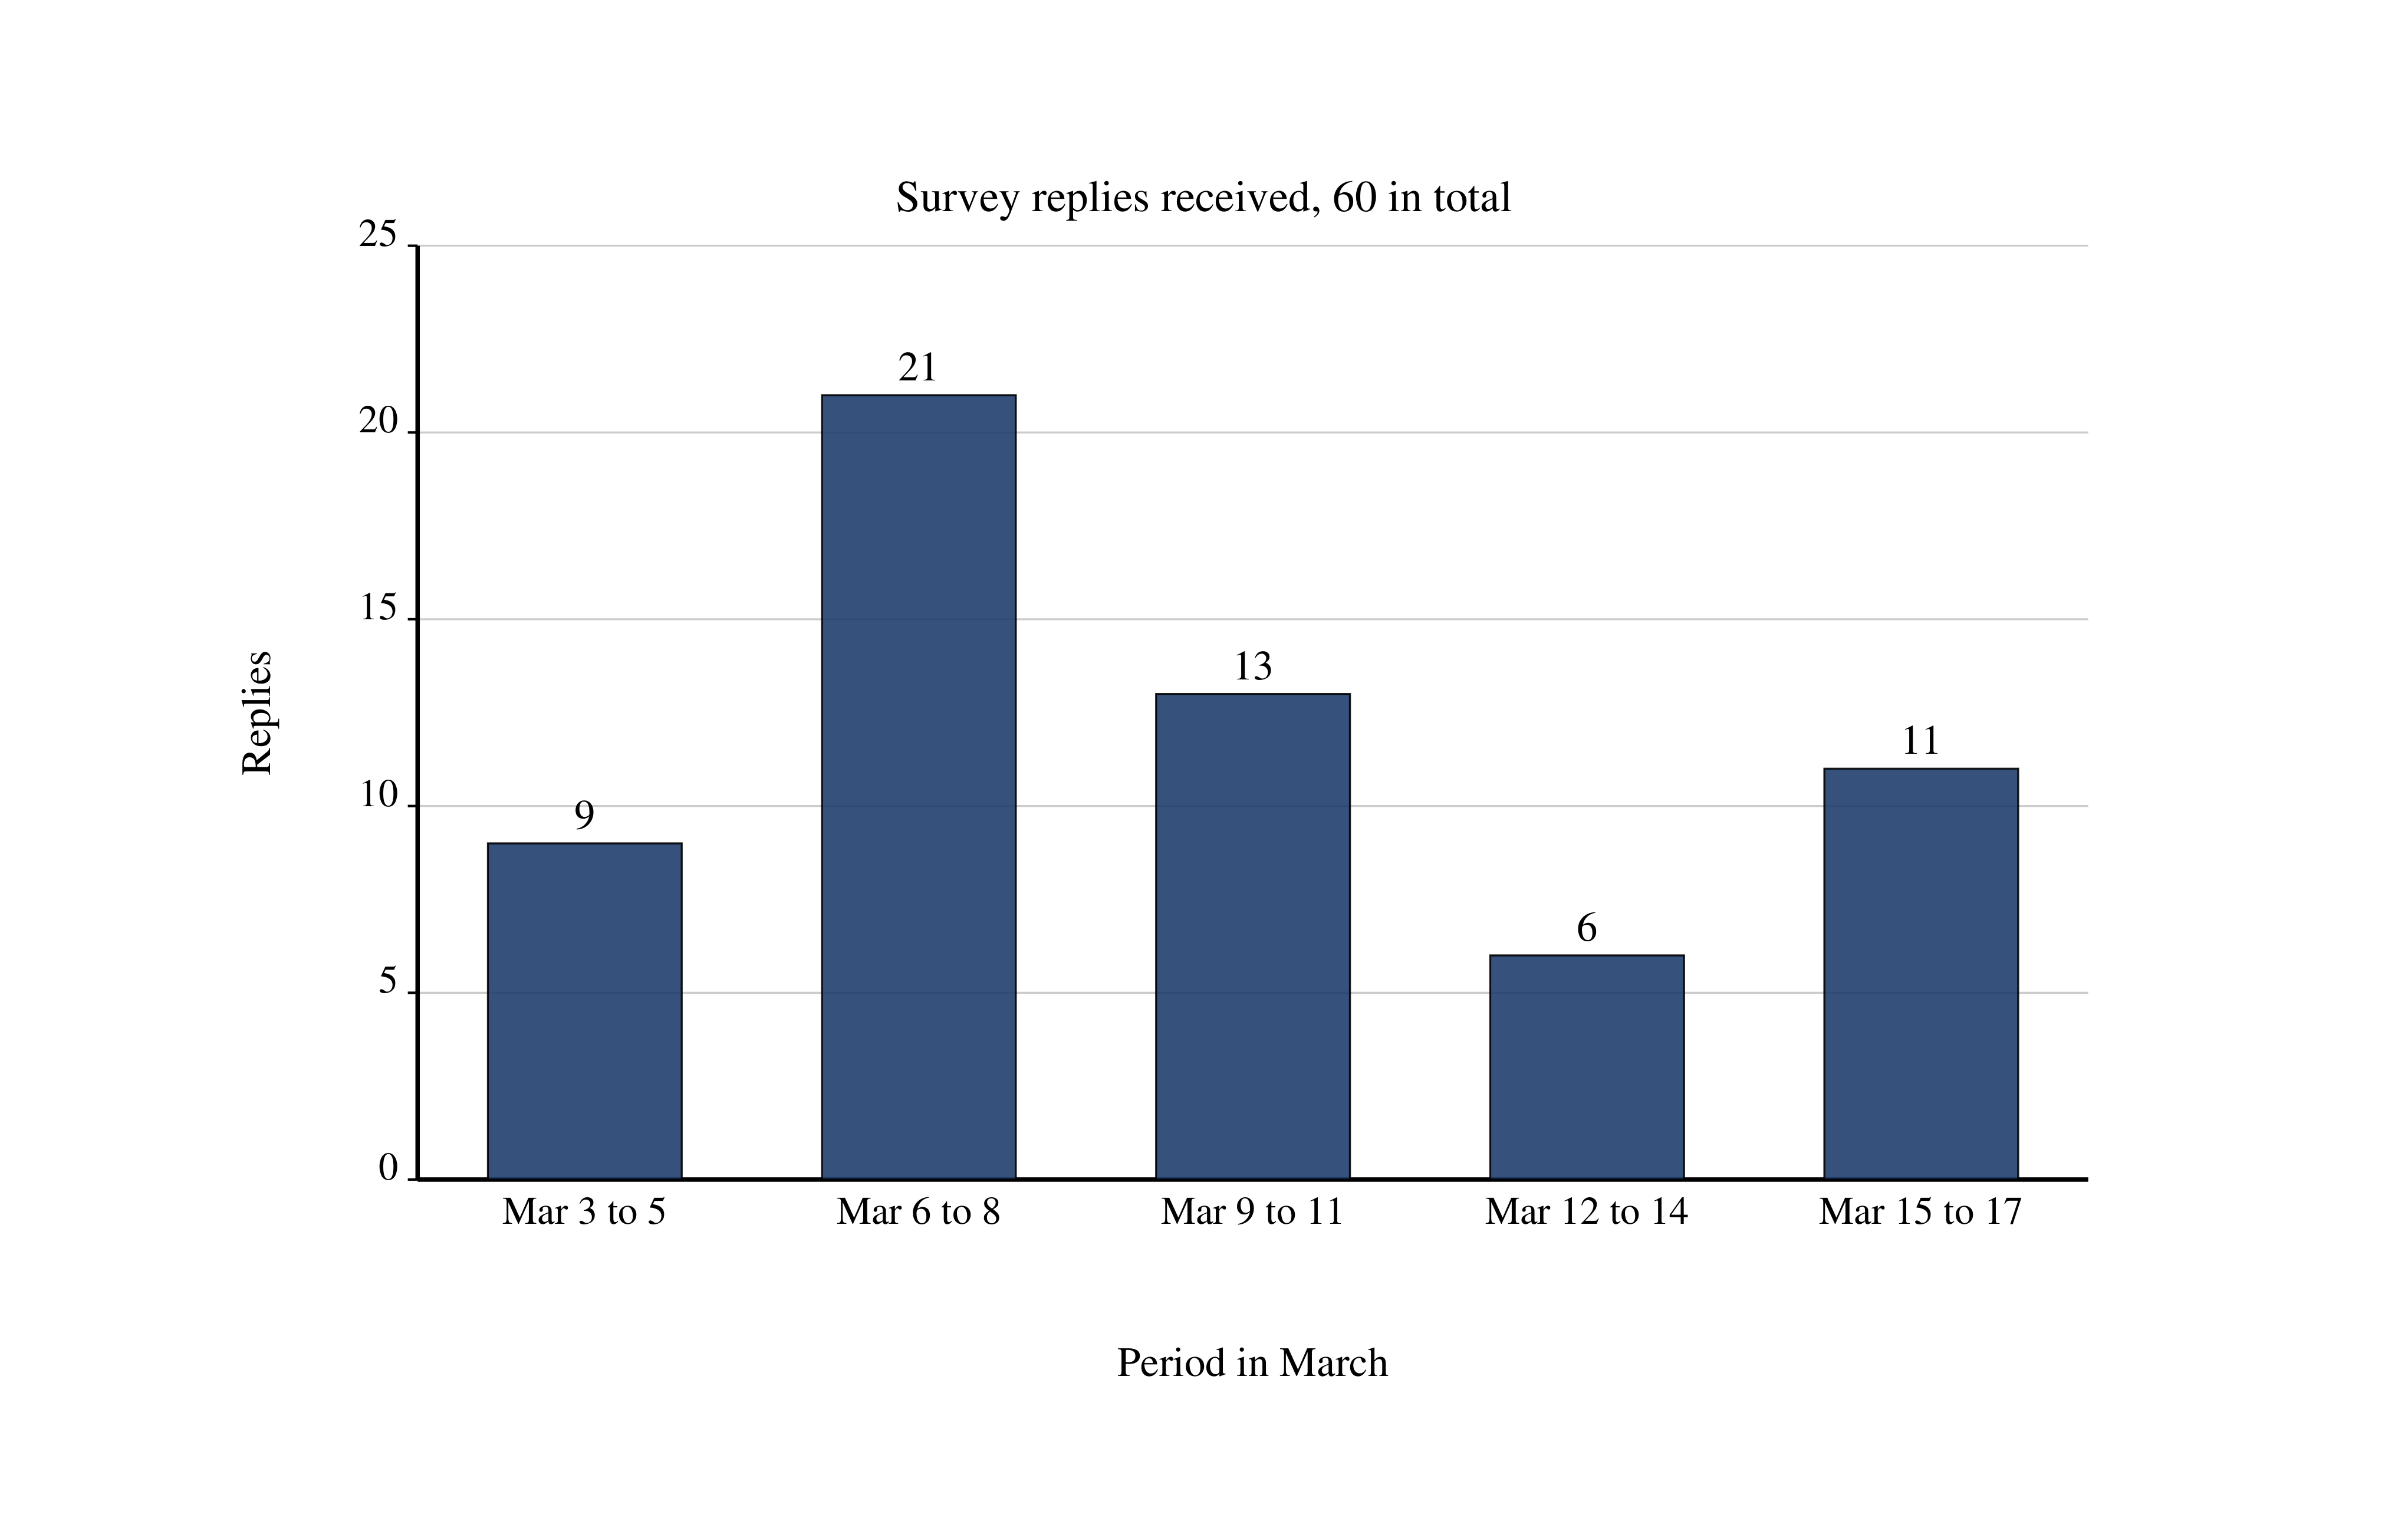 Survey replies received, 60 in total
25
20
15
10
5
0
Replies
9
21
13
6
11
Mar 3 to 5
Mar 6 to 8
Mar 9 to 11
Mar 12 to 14
Mar 15 to 17
Period in March